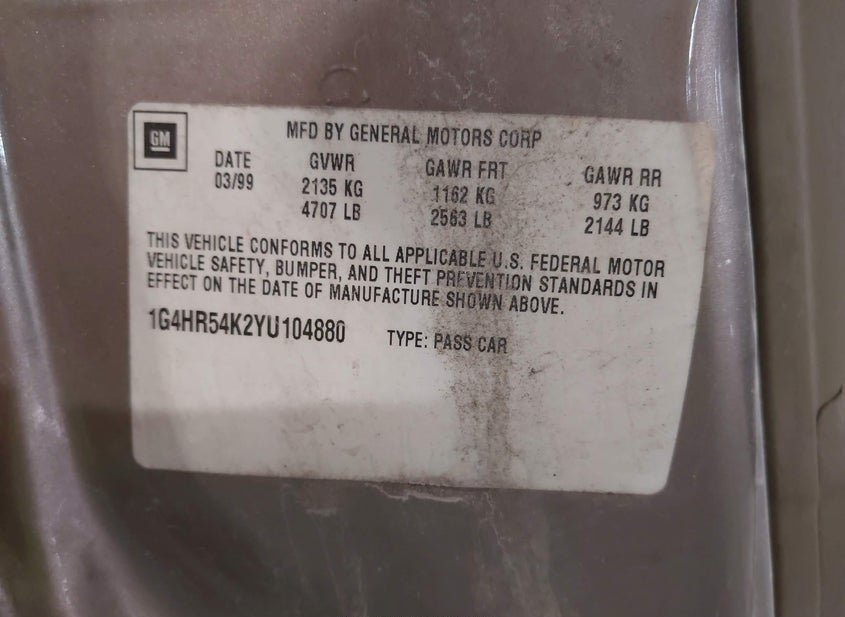 GM
MFD BY GENERAL MOTORS CORP
DATE GVWR GAWR FRT GAWR RR
03/99 2135 KG 1162 KG 973 KG
4707 LB 2563 LB 2144 LB
THIS VEHICLE CONFORMS TO ALL APPLICABLE U.S. FEDERAL MOTOR
VEHICLE SAFETY, BUMPER, AND THEFT PREVENTION STANDARDS IN
EFFECT ON THE DATE OF MANUFACTURE SHOWN ABOVE.
1G4HR54K2YU104880 TYPE: PASS CAR